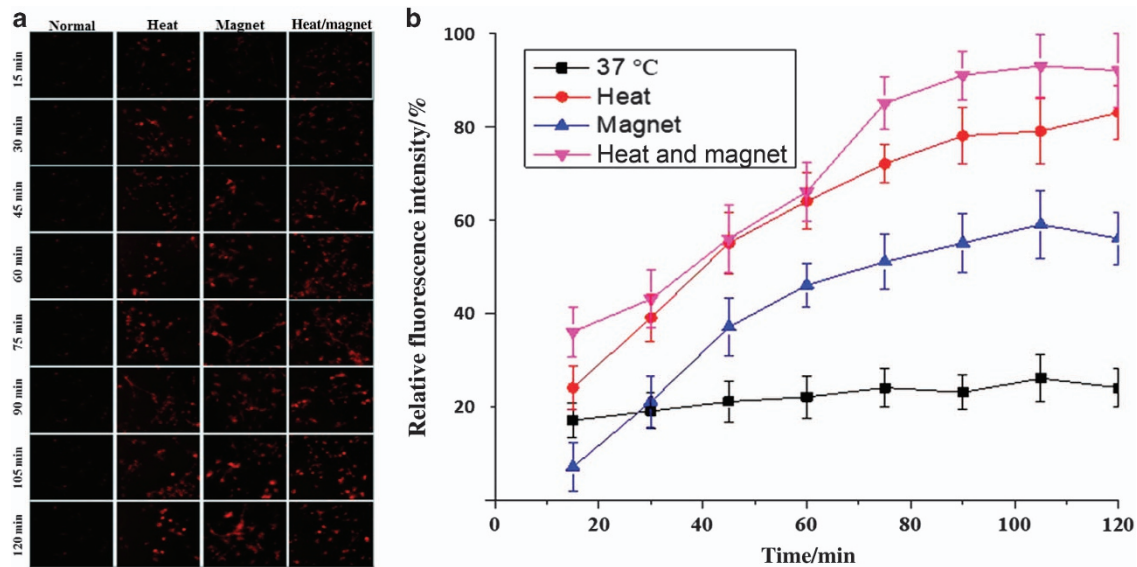 a
Normal Heat Magnet Heat/magnet
15 min
30 min
45 min
60 min
75 min
90 min
105 min
120 min
b
100
80
60
40
20
0 20 40 60 80 100 120
Relative fluorescence intensity/%
Time/min
37 °C
Heat
Magnet
Heat and magnet